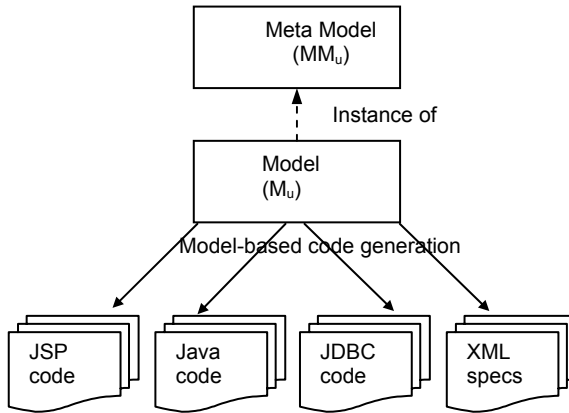 Meta Model
(MMu)
Instance of
Model
(Mu)
Model-based code generation
JSP
code
Java
code
JDBC
code
XML
specs